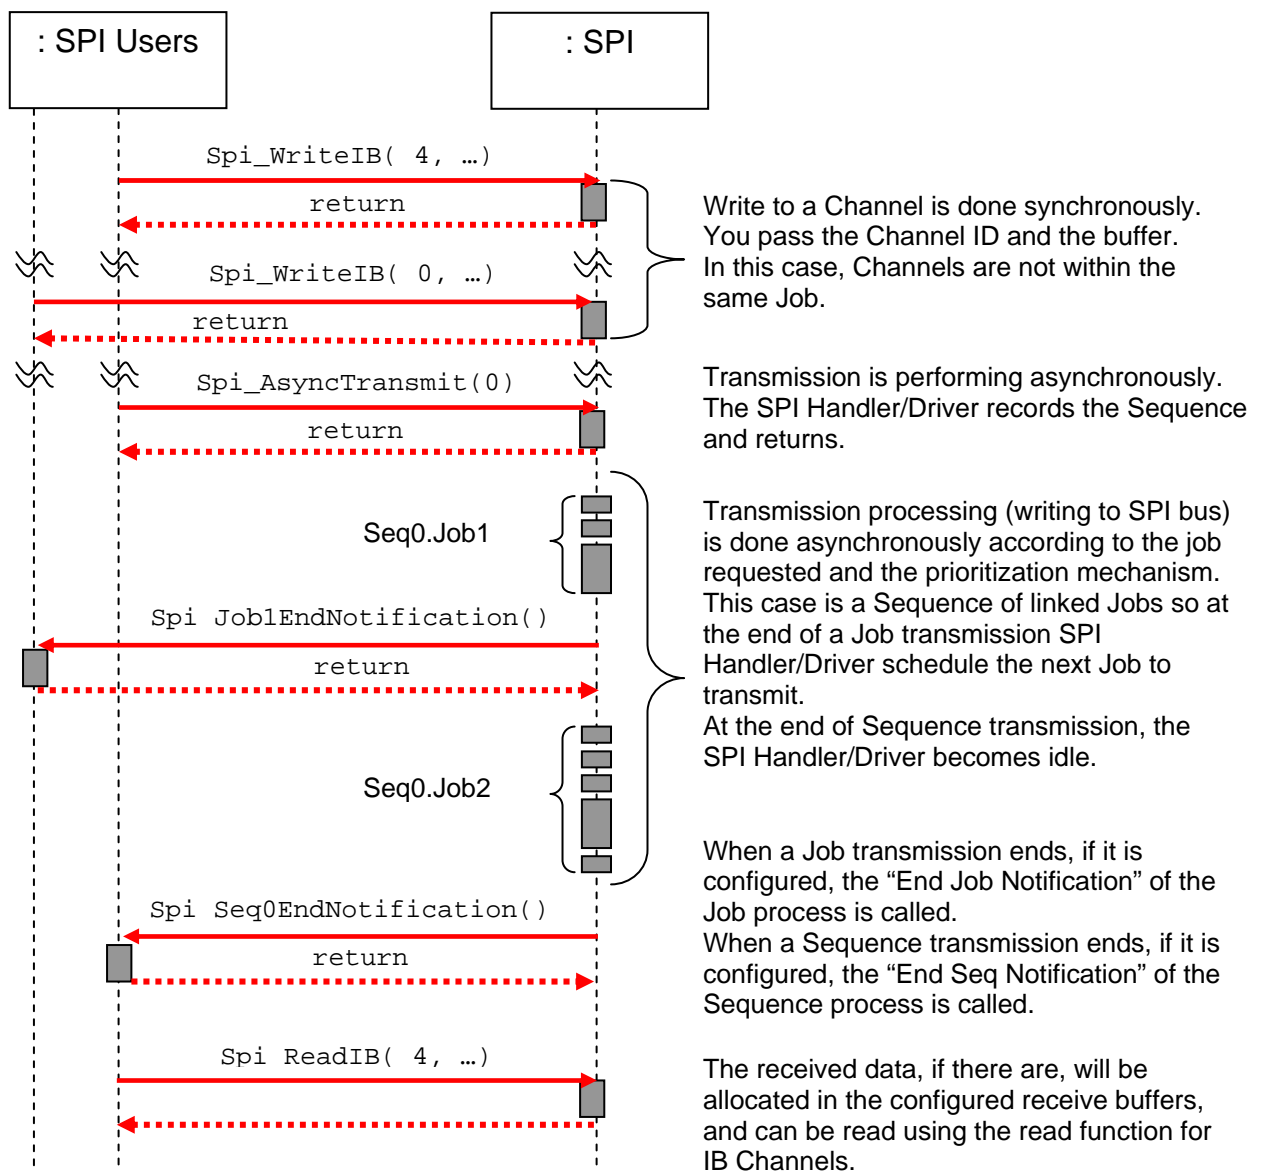 : SPI Users
: SPI
Spi_WriteIB( 4, …)
return
Write to a Channel is done synchronously.
You pass the Channel ID and the buffer.
In this case, Channels are not within the
same Job.
Spi_WriteIB( 0, …)
return
Spi_AsyncTransmit(0)
return
Transmission is performing asynchronously.
The SPI Handler/Driver records the Sequence
and returns.
Seq0.Job1
Transmission processing (writing to SPI bus)
is done asynchronously according to the job
requested and the prioritization mechanism.
This case is a Sequence of linked Jobs so at
the end of a Job transmission SPI
Handler/Driver schedule the next Job to
transmit.
At the end of Sequence transmission, the
SPI Handler/Driver becomes idle.
Spi Job1EndNotification()
return
Seq0.Job2
When a Job transmission ends, if it is
configured, the “End Job Notification” of the
Job process is called.
When a Sequence transmission ends, if it is
configured, the “End Seq Notification” of the
Sequence process is called.
Spi Seq0EndNotification()
return
Spi ReadIB( 4, …)
The received data, if there are, will be
allocated in the configured receive buffers,
and can be read using the read function for
IB Channels.